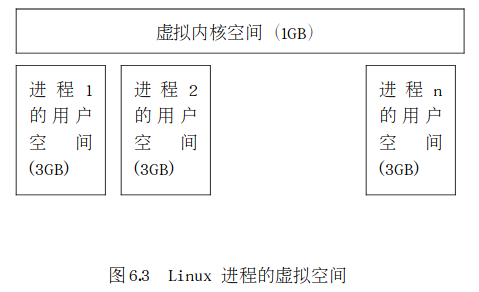 虚拟内核空间（1GB）
进程1
的用户
空间
(3GB)
进程2
的用户
空间
(3GB)
进程n
的用户
空间
(3GB)
图6.3 Linux 进程的虚拟空间